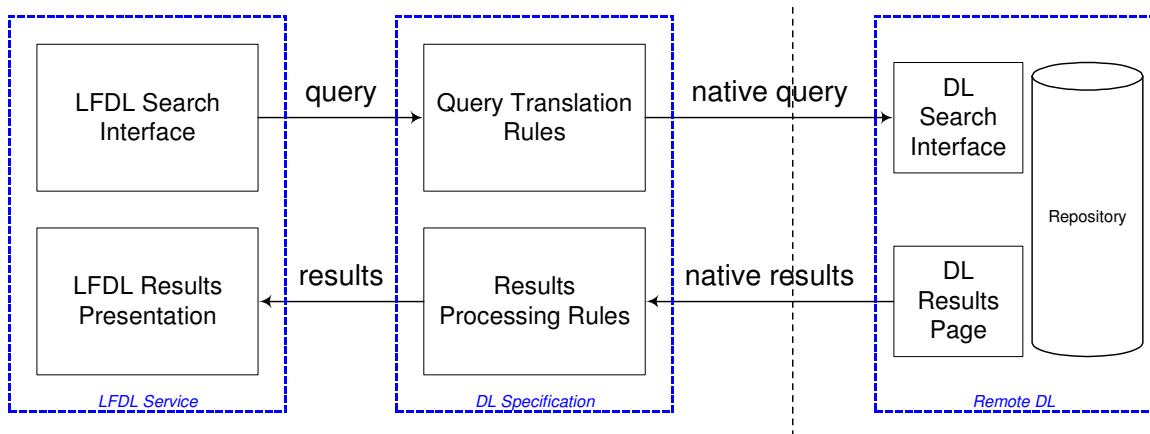 LFDL Search
Interface
query
Query Translation
Rules
native query
DL
Search
Interface
Repository
LFDL Results
Presentation
results
Results
Processing Rules
native results
DL
Results
Page
LFDL Service
DL Specification
Remote DL